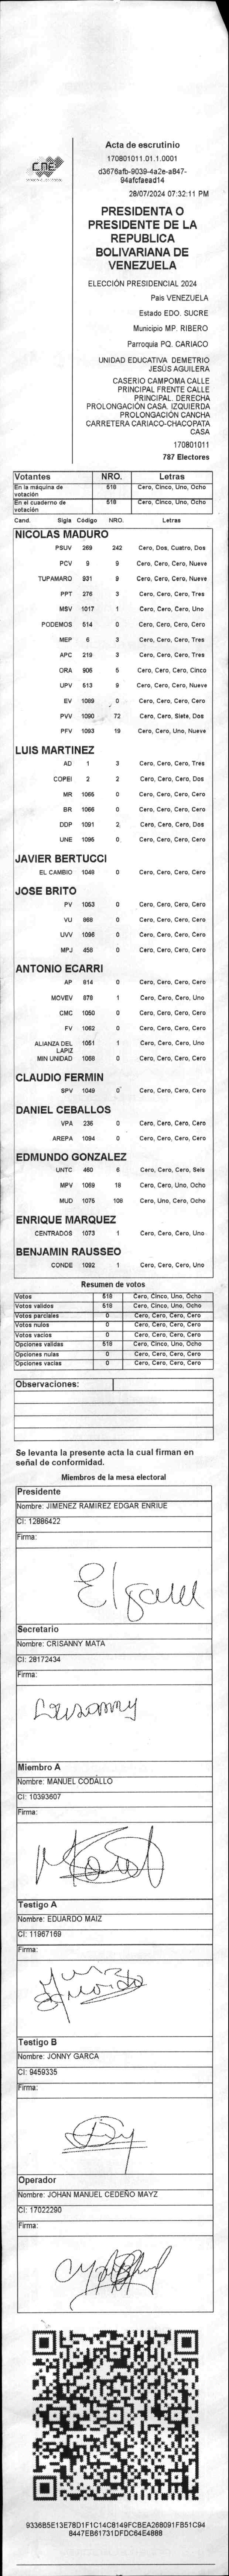 CNE
Acta de escrutinio
170801011.01.1.0001
d3676afb-9039-4a2e-a847-
94afcfaead14
28/07/2024 07:32:11 PM
PRESIDENTA O
PRESIDENTE DE LA
REPUBLICA
BOLIVARIANA DE
VENEZUELA
ELECCIÓN PRESIDENCIAL 2024
Pais VENEZUELA
Estado EDO. SUCRE
Municipio MP. RIBERO
Parroquia PQ. CARIACO
UNIDAD EDUCATIVA DEMETRIO
JESÚS AGUILERA
CASERIO CAMPOMA CALLE
PRINCIPAL FRENTE CALLE
PRINCIPAL. DERECHA
PROLONGACIÓN CASA. IZQUIERDA
PROLONGACIÓN CANCHA
CARRETERA CARIACO-CHACOPATA
CASA
170801011
787 Electores
Votantes NRO. Letras
En la máquina de votación 518 Cero, Cinco, Uno, Ocho
En el cuaderno de votación 518 Cero, Cinco, Uno, Ocho
Cand. Sigla Código NRO. Letras
NICOLAS MADURO
PSUV 269 242 Cero, Dos, Cuatro, Dos
PCV 9 9 Cero, Cero, Cero, Nueve
TUPAMARO 931 9 Cero, Cero, Cero, Nueve
PPT 276 3 Cero, Cero, Cero, Tres
MSV 1017 1 Cero, Cero, Cero, Uno
PODEMOS 514 0 Cero, Cero, Cero, Cero
MEP 6 3 Cero, Cero, Cero, Tres
APC 219 3 Cero, Cero, Cero, Tres
ORA 906 5 Cero, Cero, Cero, Cinco
UPV 513 9 Cero, Cero, Cero, Nueve
EV 1089 0 Cero, Cero, Cero, Cero
PVV 1090 72 Cero, Cero, Siete, Dos
PFV 1093 19 Cero, Cero, Uno, Nueve
LUIS MARTINEZ
AD 1 3 Cero, Cero, Cero, Tres
COPEI 2 2 Cero, Cero, Cero, Dos
MR 1065 0 Cero, Cero, Cero, Cero
BR 1066 0 Cero, Cero, Cero, Cero
DDP 1091 2 Cero, Cero, Cero, Dos
UNE 1095 0 Cero, Cero, Cero, Cero
JAVIER BERTUCCI
EL CAMBIO 1048 0 Cero, Cero, Cero, Cero
JOSE BRITO
PV 1053 0 Cero, Cero, Cero, Cero
VU 868 0 Cero, Cero, Cero, Cero
UVV 1096 0 Cero, Cero, Cero, Cero
MPJ 456 0 Cero, Cero, Cero, Cero
ANTONIO ECARRI
AP 814 0 Cero, Cero, Cero, Cero
MOVEV 878 1 Cero, Cero, Cero, Uno
CMC 1050 0 Cero, Cero, Cero, Cero
FV 1062 0 Cero, Cero, Cero, Cero
ALIANZA DEL LAPIZ 1051 1 Cero, Cero, Cero, Uno
MIN UNIDAD 1068 0 Cero, Cero, Cero, Cero
CLAUDIO FERMIN
SPV 1049 0 Cero, Cero, Cero, Cero
DANIEL CEBALLOS
VPA 236 0 Cero, Cero, Cero, Cero
AREPA 1094 0 Cero, Cero, Cero, Cero
EDMUNDO GONZALEZ
UNTC 460 6 Cero, Cero, Cero, Seis
MPV 1069 18 Cero, Cero, Uno, Ocho
MUD 1075 108 Cero, Uno, Cero, Ocho
ENRIQUE MARQUEZ
CENTRADOS 1073 1 Cero, Cero, Cero, Uno
BENJAMIN RAUSSEO
CONDE 1092 1 Cero, Cero, Cero, Uno
Resumen de votos
Votos 518 Cero, Cinco, Uno, Ocho
Votos validos 518 Cero, Cinco, Uno, Ocho
Votos parciales 0 Cero, Cero, Cero, Cero
Votos nulos 0 Cero, Cero, Cero, Cero
Votos vacios 0 Cero, Cero, Cero, Cero
Opciones validas 518 Cero, Cinco, Uno, Ocho
Opciones nulas 0 Cero, Cero, Cero, Cero
Opciones vacias 0 Cero, Cero, Cero, Cero
Observaciones:
Se levanta la presente acta la cual firman en
señal de conformidad.
Miembros de la mesa electoral
Presidente
Nombre: JIMENEZ RAMIREZ EDGAR ENRIUE
CI: 12886422
Firma:
Secretario
Nombre: CRISANNY MATA
CI: 28172434
Firma:
Miembro A
Nombre: MANUEL CODALLO
CI: 10393607
Firma:
Testigo A
Nombre: EDUARDO MAIZ
CI: 11967169
Firma:
Testigo B
Nombre: JONNY GARCA
CI: 9459335
Firma:
Operador
Nombre: JOHAN MANUEL CEDEÑO MAYZ
CI: 17022290
Firma:
9336B5E13E78D1F1C14C8149FCBEA268091FB51C94
8447EB61731DFDC64E4888